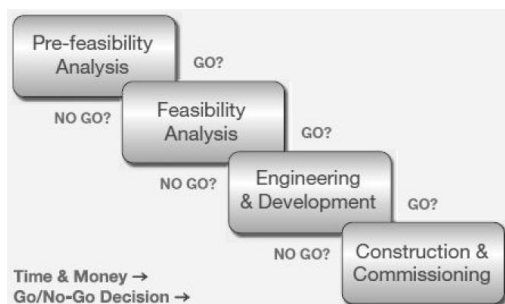 Pre-feasibility
Analysis
GO?
NO GO?
Feasibility
Analysis
GO?
NO GO?
Engineering
& Development
GO?
NO GO?
Construction &
Commissioning
Time & Money →
Go/No-Go Decision →